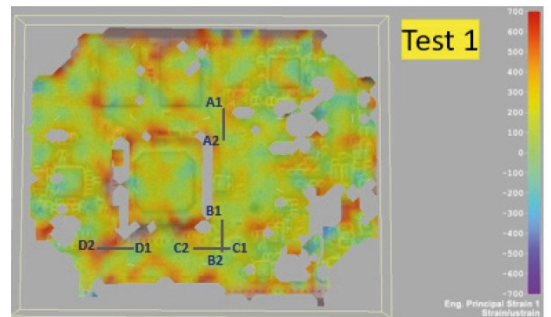 Test 1
700
600
500
400
300
200
100
0
-100
-200
-300
-400
-500
-600
-700
A1
A2
B1
D2 D1 C2 C1
B2
Eng. Principal Strain 1
Strain/ustrain